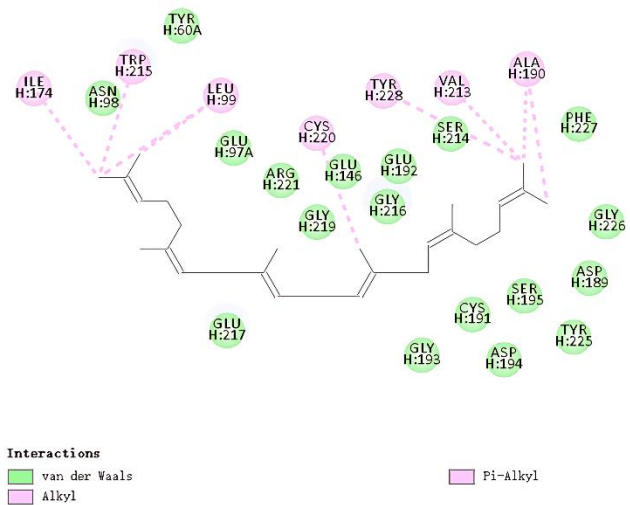 TYR
H:60A
TRP
H:215
ILE
H:174
ASN
H:98
LEU
H:99
TYR
H:228
VAL
H:213
ALA
H:190
CYS
H:220
SER
H:214
PHE
H:227
GLU
H:97A
ARG
H:221
GLU
H:146
GLU
H:192
GLY
H:216
GLY
H:219
GLY
H:226
ASP
H:189
SER
H:195
CYS
H:191
TYR
H:225
GLU
H:217
GLY
H:193
ASP
H:194
Interactions
van der Waals
Alkyl
Pi-Alkyl